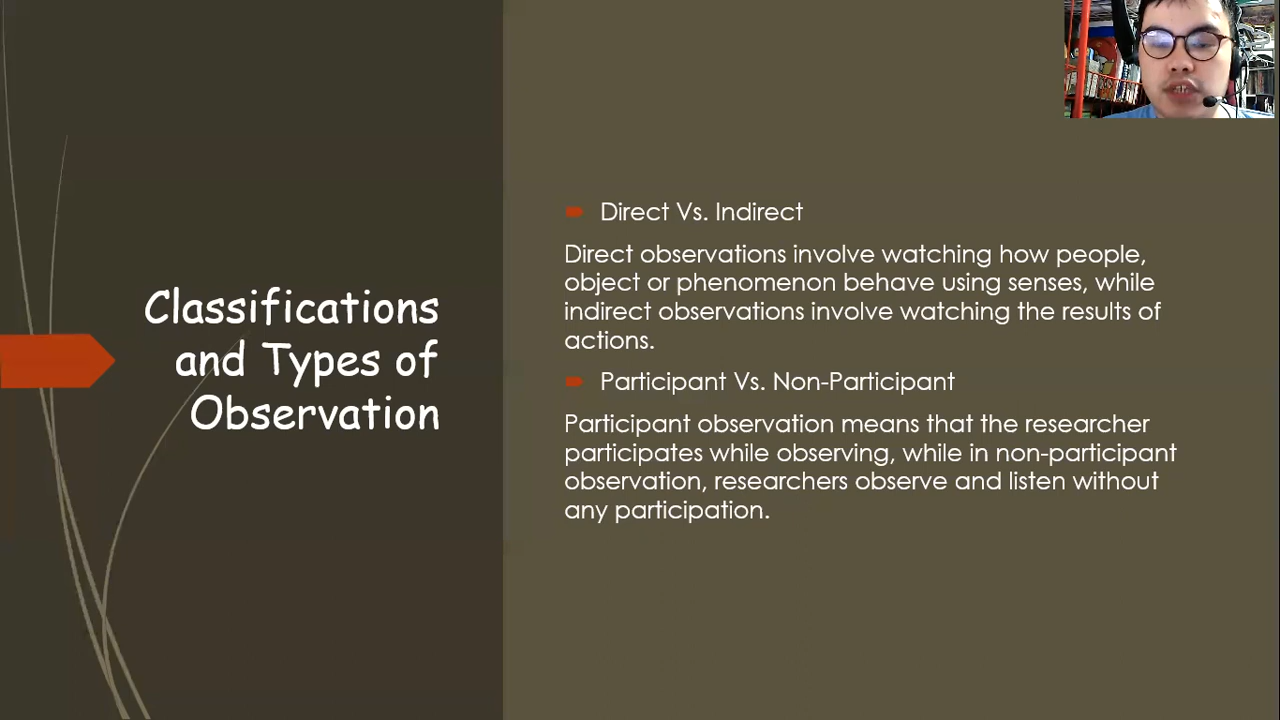 Classifications
and Types of
Observation
Direct Vs. Indirect
Direct observations involve watching how people,
object or phenomenon behave using senses, while
indirect observations involve watching the results of
actions.
Participant Vs. Non-Participant
Participant observation means that the researcher
participates while observing, while in non-participant
observation, researchers observe and listen without
any participation.